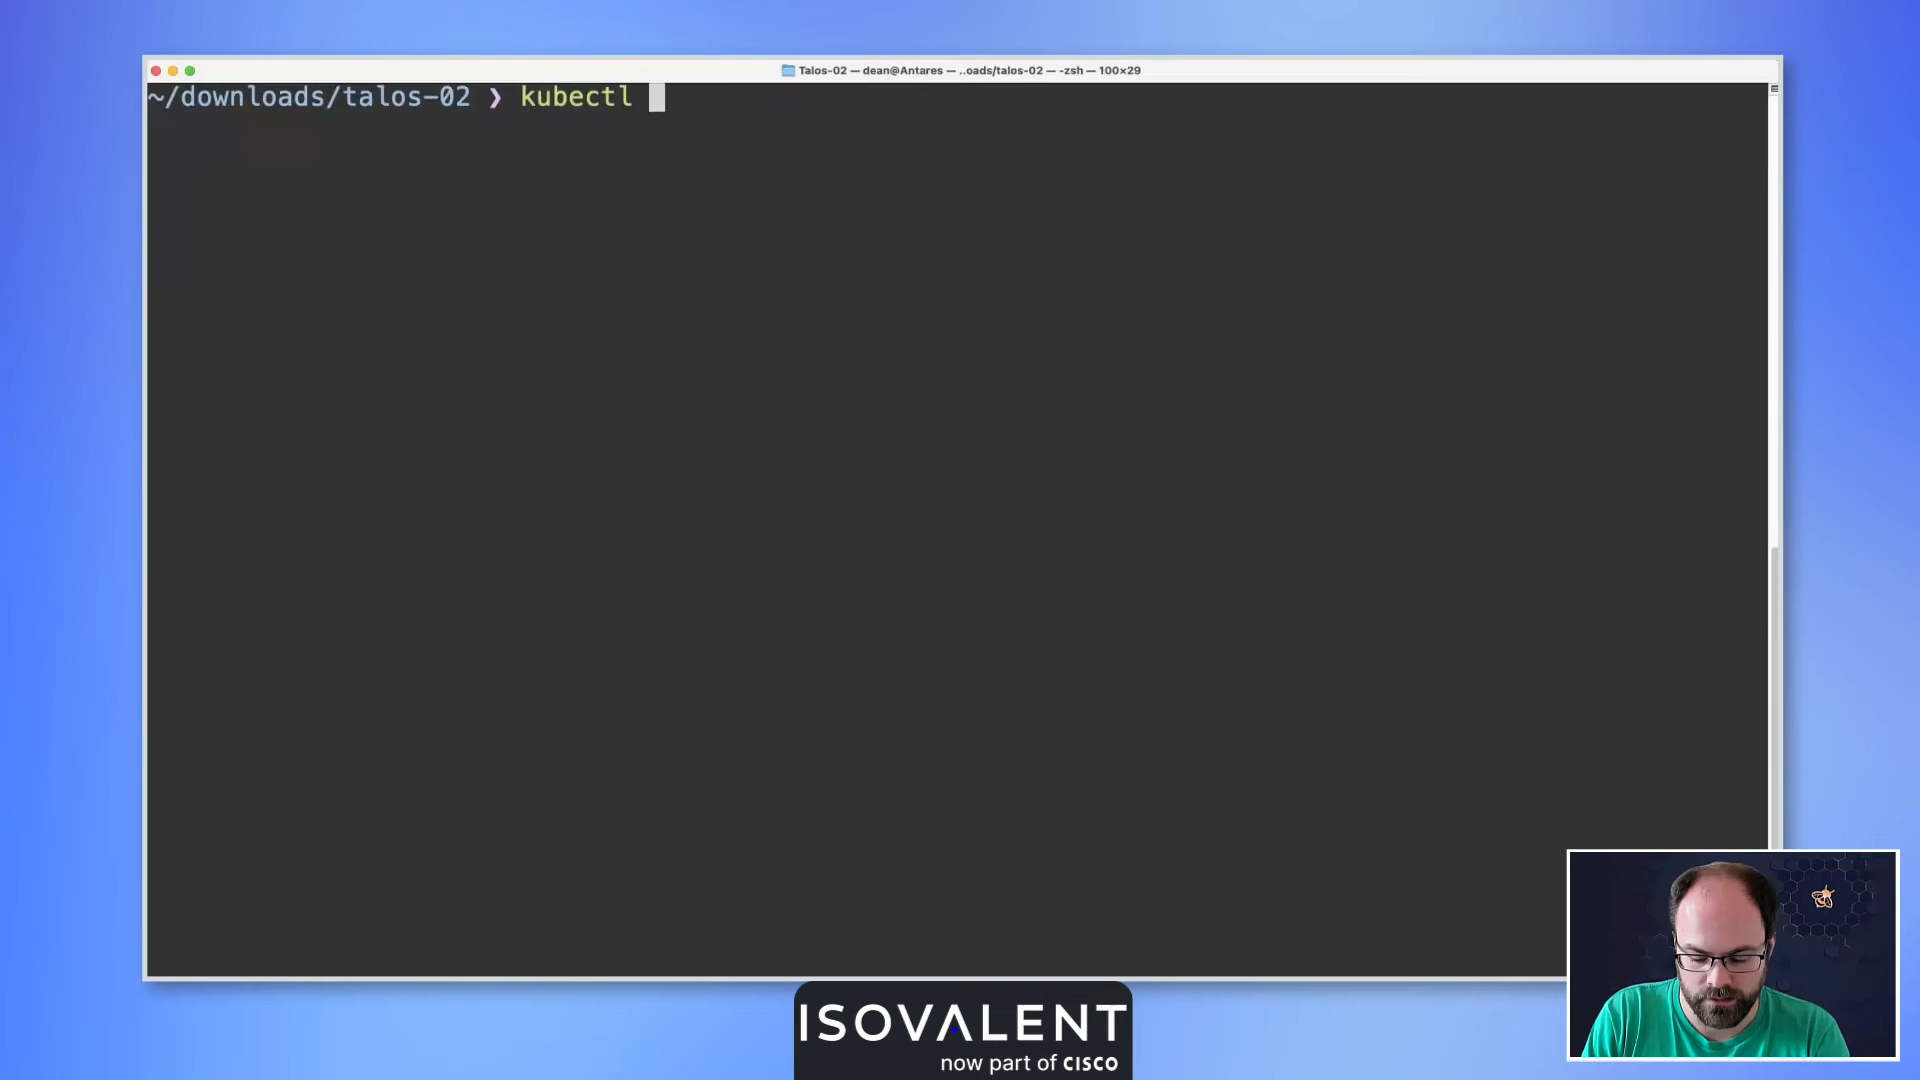 Talos-02 — dean@Antares — ..oads/talos-02 — -zsh — 100×29
~/downloads/talos-02 ❯ kubectl
ISOVALENT
now part of CISCO